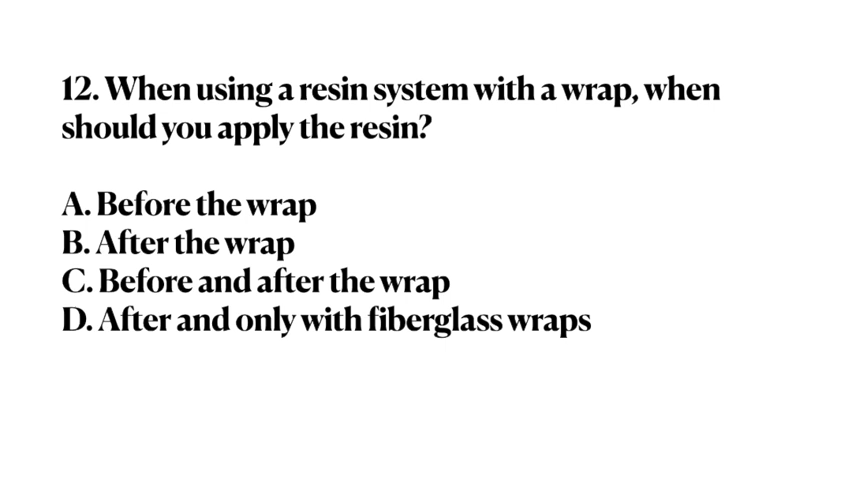 12. When using a resin system with a wrap, when
should you apply the resin?
A. Before the wrap
B. After the wrap
C. Before and after the wrap
D. After and only with fiberglass wraps